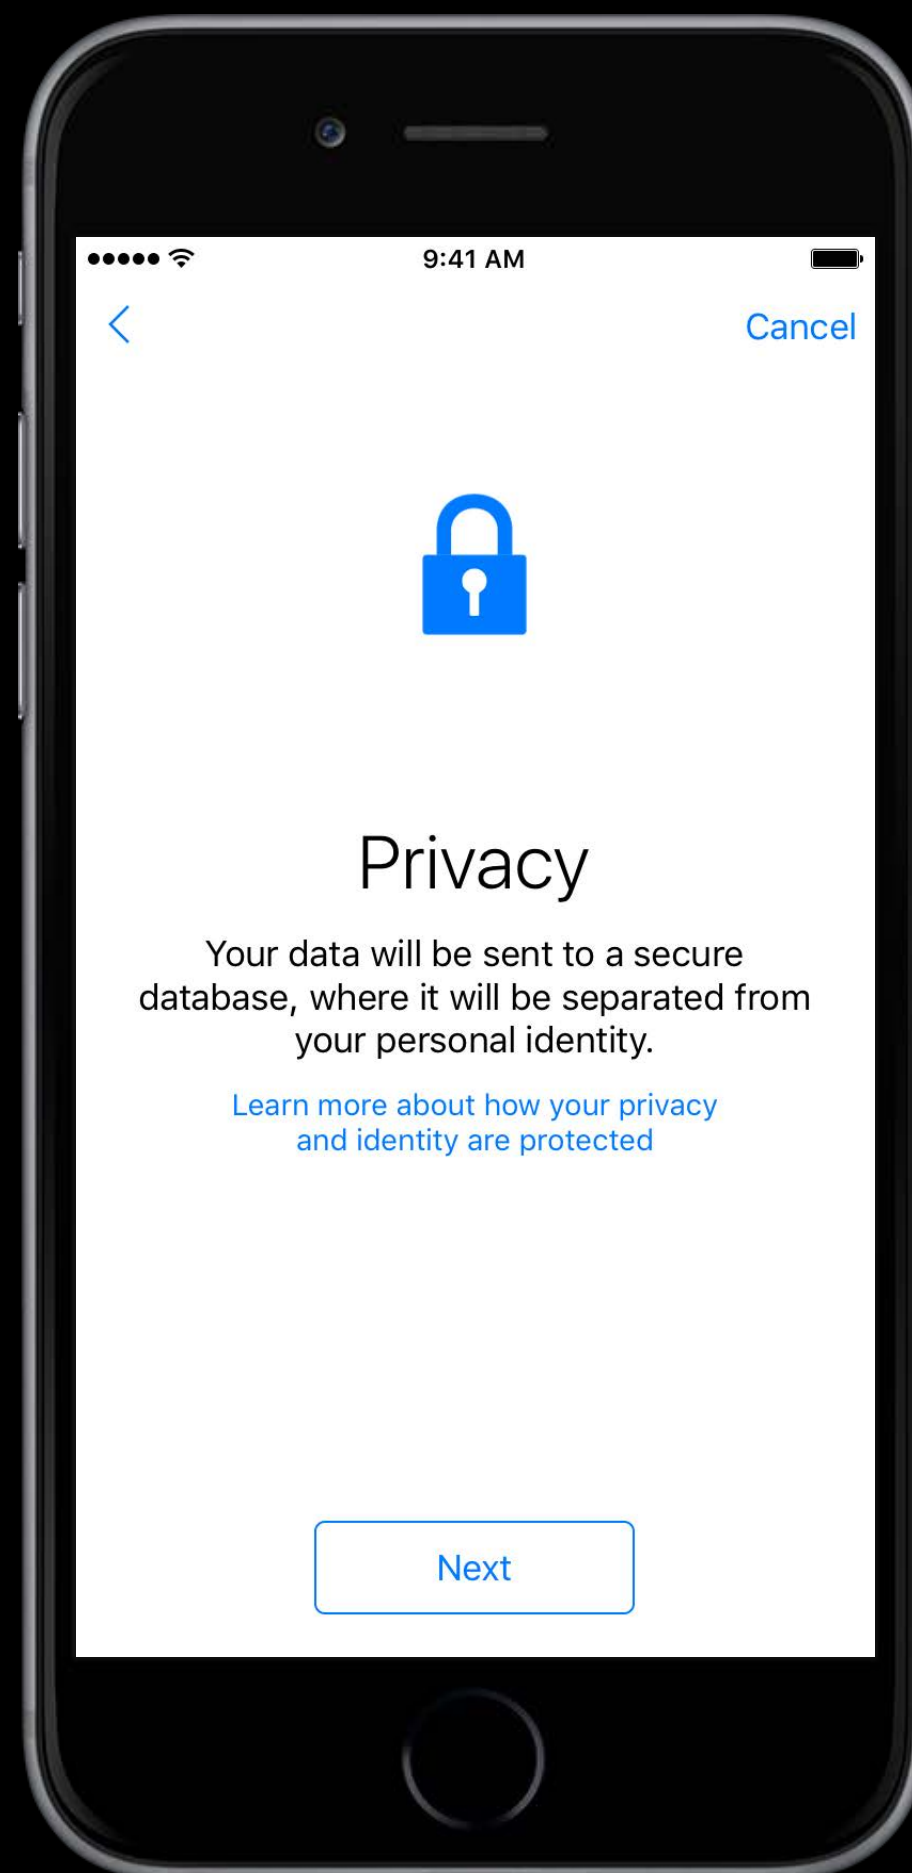 9:41 AM
Cancel
Privacy
Your data will be sent to a secure
database, where it will be separated from
your personal identity.
Learn more about how your privacy
and identity are protected
Next